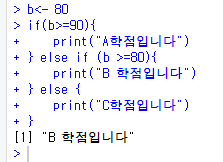 > b<- 80
> if(b>=90){
+     print("A학점입니다")
+ } else if (b >=80){
+     print("B 학점입니다")
+ } else {
+     print("C학점입니다")
+ }
[1] "B 학점입니다"
>